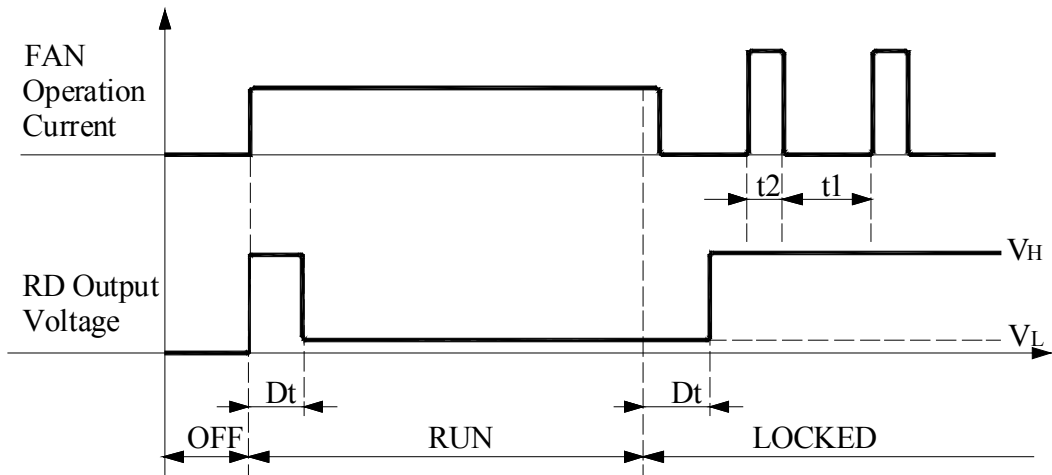 FAN
Operation
Current
t2
t1
VH
RD Output
Voltage
VL
Dt
Dt
OFF
RUN
LOCKED